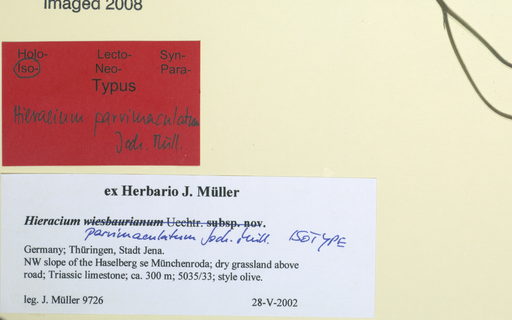 Imaged 2008
Holo- Lecto- Syn-
Iso- Neo- Para-
Typus
Hieracium parvimaculatum
Joch. Müll.
ex Herbario J. Müller
Hieracium wiesbaurianum Uechtr. subsp. nov.
parvimaculatum Joch. Müll. ISOTYPE
Germany; Thüringen, Stadt Jena.
NW slope of the Haselberg se Münchenroda; dry grassland above
road; Triassic limestone; ca. 300 m; 5035/33; style olive.
leg. J. Müller 9726 28-V-2002